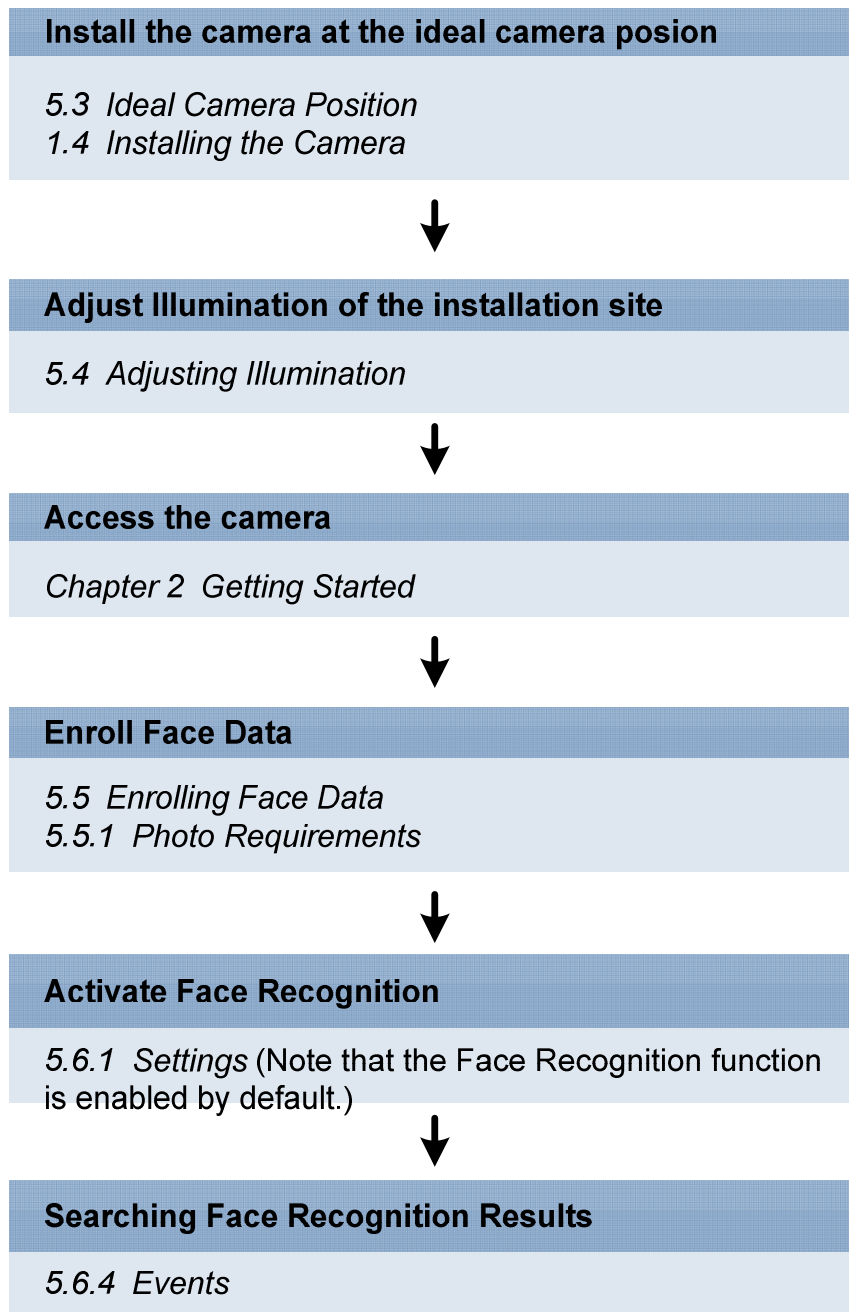 Install the camera at the ideal camera posion
5.3 Ideal Camera Position
1.4 Installing the Camera
Adjust Illumination of the installation site
5.4 Adjusting Illumination
Access the camera
Chapter 2 Getting Started
Enroll Face Data
5.5 Enrolling Face Data
5.5.1 Photo Requirements
Activate Face Recognition
5.6.1 Settings (Note that the Face Recognition function
is enabled by default.)
Searching Face Recognition Results
5.6.4 Events